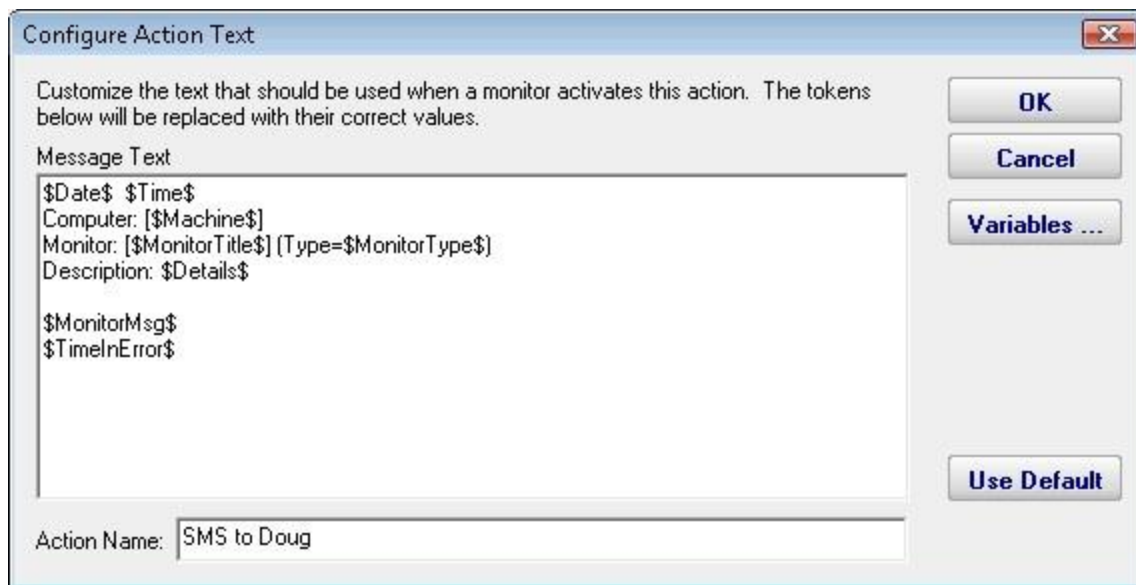 Configure Action Text
Customize the text that should be used when a monitor activates this action.  The tokens
below will be replaced with their correct values.
OK
Message Text
Cancel
$Date$  $Time$
Computer: [$Machine$]
Variables ...
Monitor: [$MonitorTitle$] (Type=$MonitorType$)
Description: $Details$
$MonitorMsg$
$TimeInError$
Use Default
Action Name: SMS to Doug